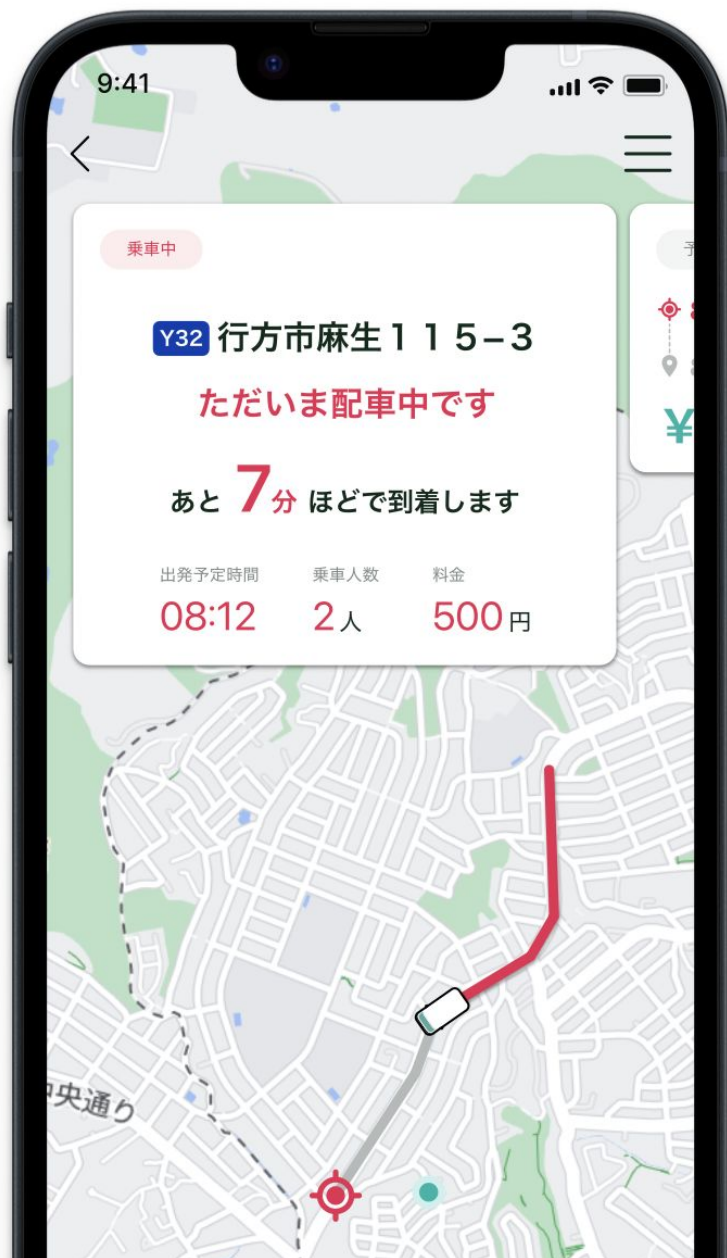 9:41
乗車中
Y32 行方市麻生115-3
ただいま配車中です
あと 7分 ほどで到着します
出発予定時間 乗車人数 料金
08:12 2人 500円
¥
央通り